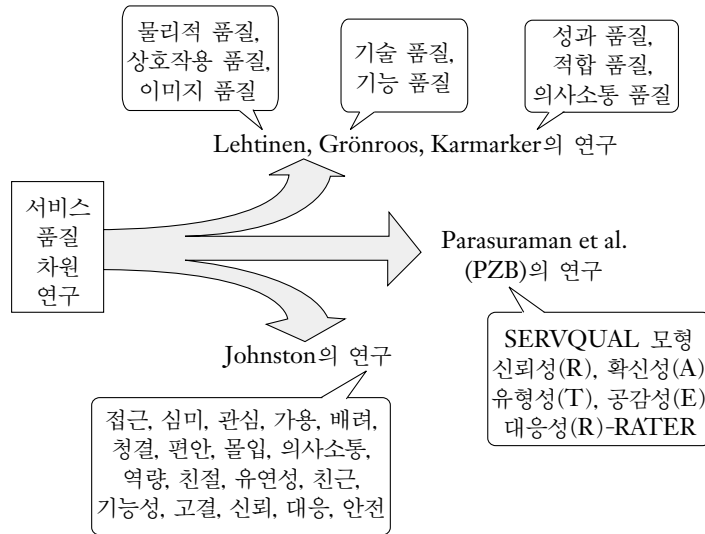 물리적 품질,
상호작용 품질,
이미지 품질
기술 품질,
기능 품질
성과 품질,
적합 품질,
의사소통 품질
Lehtinen, Grönroos, Karmarker의 연구
서비스
품질
차원
연구
Parasuraman et al.
(PZB)의 연구
SERVQUAL 모형
신뢰성(R), 확신성(A)
유형성(T), 공감성(E)
대응성(R)-RATER
Johnston의 연구
접근, 심미, 관심, 가용, 배려,
청결, 편안, 몰입, 의사소통,
역량, 친절, 유연성, 친근,
기능성, 고결, 신뢰, 대응, 안전